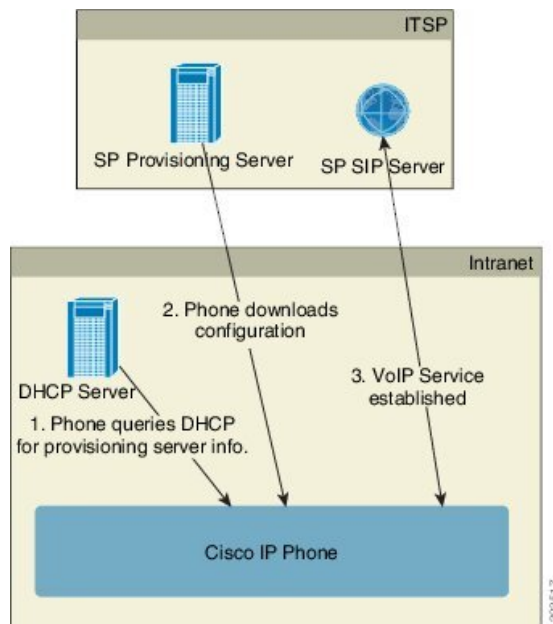 ITSP
SP Provisioning Server
SP SIP Server
Intranet
2. Phone downloads
configuration
DHCP Server
3. VoIP Service
established
1. Phone queries DHCP
for provisioning server info.
Cisco IP Phone